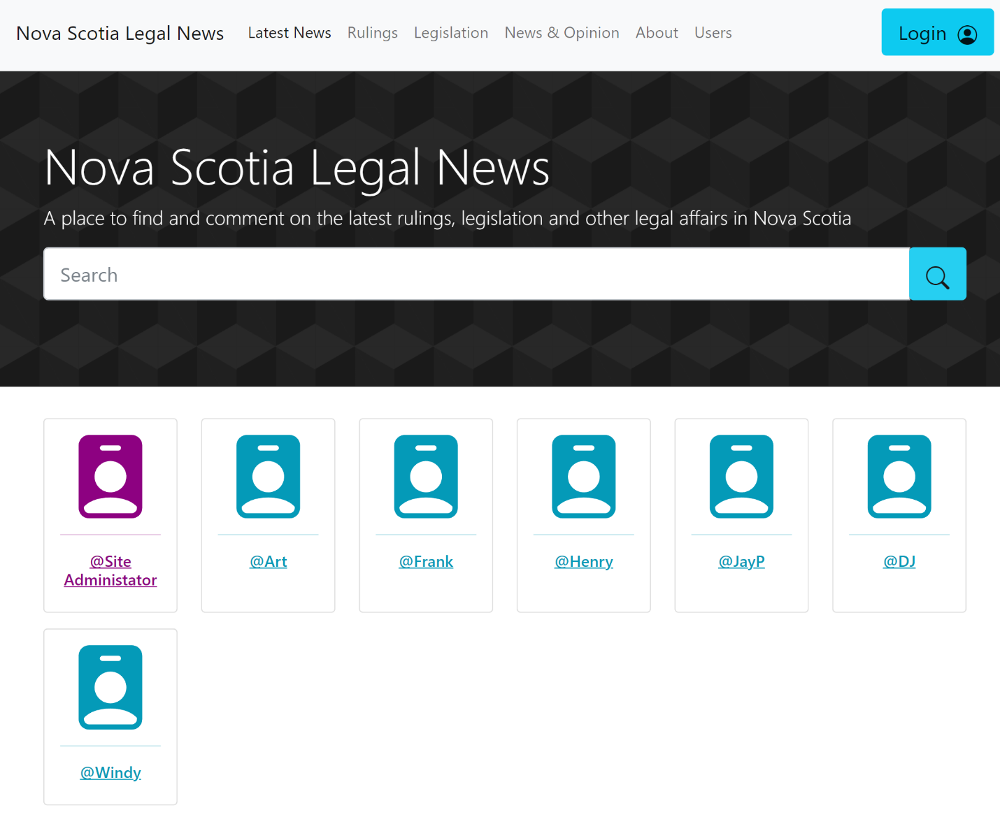 Nova Scotia Legal News Latest News Rulings Legislation News & Opinion About Users Login
Nova Scotia Legal News
A place to find and comment on the latest rulings, legislation and other legal affairs in Nova Scotia
Search
@Site
Administator
@Art
@Frank
@Henry
@JayP
@DJ
@Windy